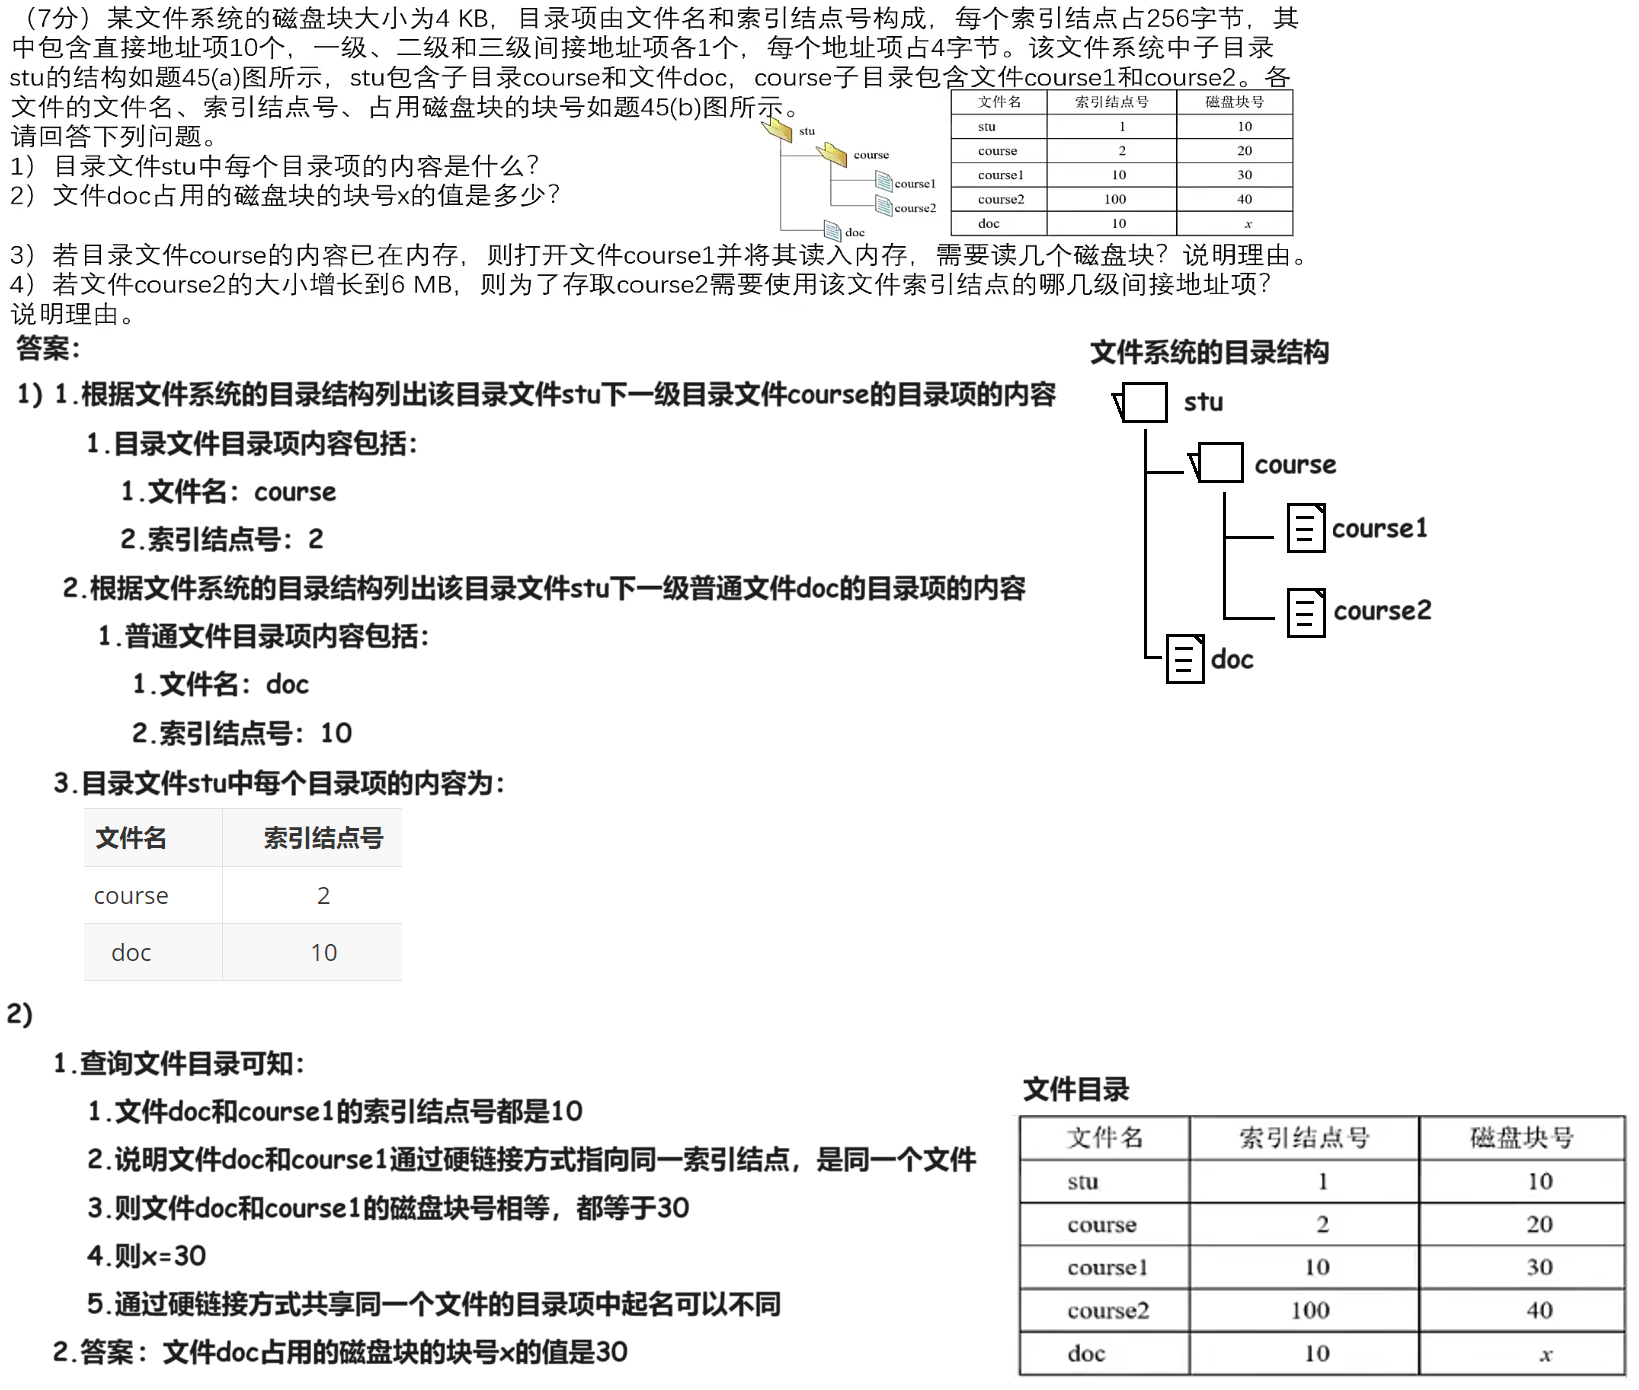 （7分）某文件系统的磁盘块大小为4 KB，目录项由文件名和索引结点号构成，每个索引结点占256字节，其
中包含直接地址项10个，一级、二级和三级间接地址项各1个，每个地址项占4字节。该文件系统中子目录
stu的结构如题45(a)图所示，stu包含子目录course和文件doc，course子目录包含文件course1和course2。各
文件的文件名、索引结点号、占用磁盘块的块号如题45(b)图所示。
请回答下列问题。
1）目录文件stu中每个目录项的内容是什么？
2）文件doc占用的磁盘块的块号x的值是多少？
stu
course
course1
course2
doc
文件名 索引结点号 磁盘块号
stu 1 10
course 2 20
course1 10 30
course2 100 40
doc 10 x
3）若目录文件course的内容已在内存，则打开文件course1并将其读入内存，需要读几个磁盘块？说明理由。
4）若文件course2的大小增长到6 MB，则为了存取course2需要使用该文件索引结点的哪几级间接地址项？
说明理由。
答案：
1) 1.根据文件系统的目录结构列出该目录文件stu下一级目录文件course的目录项的内容
1.目录文件目录项内容包括：
1.文件名：course
2.索引结点号：2
2.根据文件系统的目录结构列出该目录文件stu下一级普通文件doc的目录项的内容
1.普通文件目录项内容包括：
1.文件名：doc
2.索引结点号：10
3.目录文件stu中每个目录项的内容为：
文件名 索引结点号
course 2
doc 10
文件系统的目录结构
stu
course
course1
course2
doc
2)
1.查询文件目录可知：
1.文件doc和course1的索引结点号都是10
2.说明文件doc和course1通过硬链接方式指向同一索引结点，是同一个文件
3.则文件doc和course1的磁盘块号相等，都等于30
4.则x=30
5.通过硬链接方式共享同一个文件的目录项中起名可以不同
2.答案：文件doc占用的磁盘块的块号x的值是30
文件目录
文件名 索引结点号 磁盘块号
stu 1 10
course 2 20
course1 10 30
course2 100 40
doc 10 x